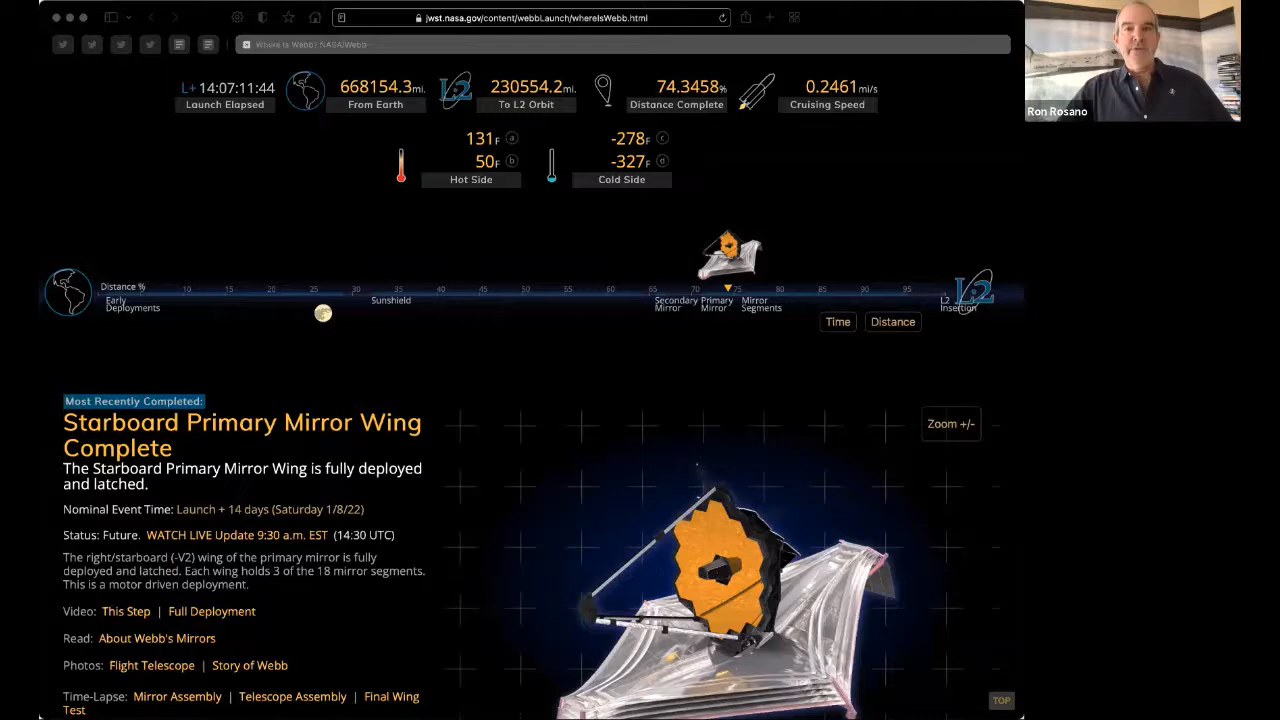 jwst.nasa.gov/content/webbLaunch/whereIsWebb.html
Where Is Webb? NASA/Webb
L+ 14:07:11:44
Launch Elapsed
668154.3mi.
From Earth
L2
230554.2mi.
To L2 Orbit
74.3458%
Distance Complete
0.2461mi/s
Cruising Speed
131F a
50F b
Hot Side
-278F c
-327F d
Cold Side
Distance %
10 15 20 25 30 35 40 45 50 55 60 65 70 75 80 85 90 95
Early
Deployments
Sunshield
Secondary
Mirror
Primary
Mirror
Mirror
Segments
L2
Insertion
L2
Time
Distance
Most Recently Completed:
Starboard Primary Mirror Wing
Complete
The Starboard Primary Mirror Wing is fully deployed
and latched.
Nominal Event Time: Launch + 14 days (Saturday 1/8/22)
Status: Future. WATCH LIVE Update 9:30 a.m. EST (14:30 UTC)
The right/starboard (-V2) wing of the primary mirror is fully
deployed and latched. Each wing holds 3 of the 18 mirror segments.
This is a motor driven deployment.
Video: This Step | Full Deployment
Read: About Webb's Mirrors
Photos: Flight Telescope | Story of Webb
Time-Lapse: Mirror Assembly | Telescope Assembly | Final Wing
Test
Zoom +/-
TOP
Ron Rosano